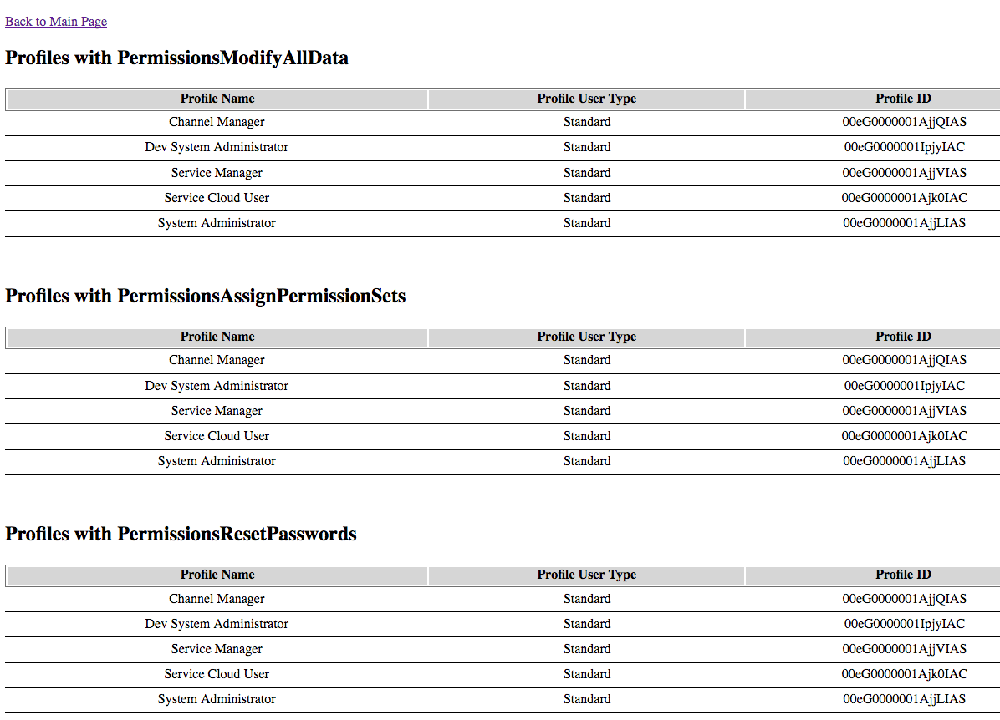 Back to Main Page
Profiles with PermissionsModifyAllData
Profile Name Profile User Type Profile ID
Channel Manager Standard 00eG0000001AjjQIAS
Dev System Administrator Standard 00eG0000001IpjyIAC
Service Manager Standard 00eG0000001AjjVIAS
Service Cloud User Standard 00eG0000001Ajk0IAC
System Administrator Standard 00eG0000001AjjLIAS
Profiles with PermissionsAssignPermissionSets
Profile Name Profile User Type Profile ID
Channel Manager Standard 00eG0000001AjjQIAS
Dev System Administrator Standard 00eG0000001IpjyIAC
Service Manager Standard 00eG0000001AjjVIAS
Service Cloud User Standard 00eG0000001Ajk0IAC
System Administrator Standard 00eG0000001AjjLIAS
Profiles with PermissionsResetPasswords
Profile Name Profile User Type Profile ID
Channel Manager Standard 00eG0000001AjjQIAS
Dev System Administrator Standard 00eG0000001IpjyIAC
Service Manager Standard 00eG0000001AjjVIAS
Service Cloud User Standard 00eG0000001Ajk0IAC
System Administrator Standard 00eG0000001AjjLIAS